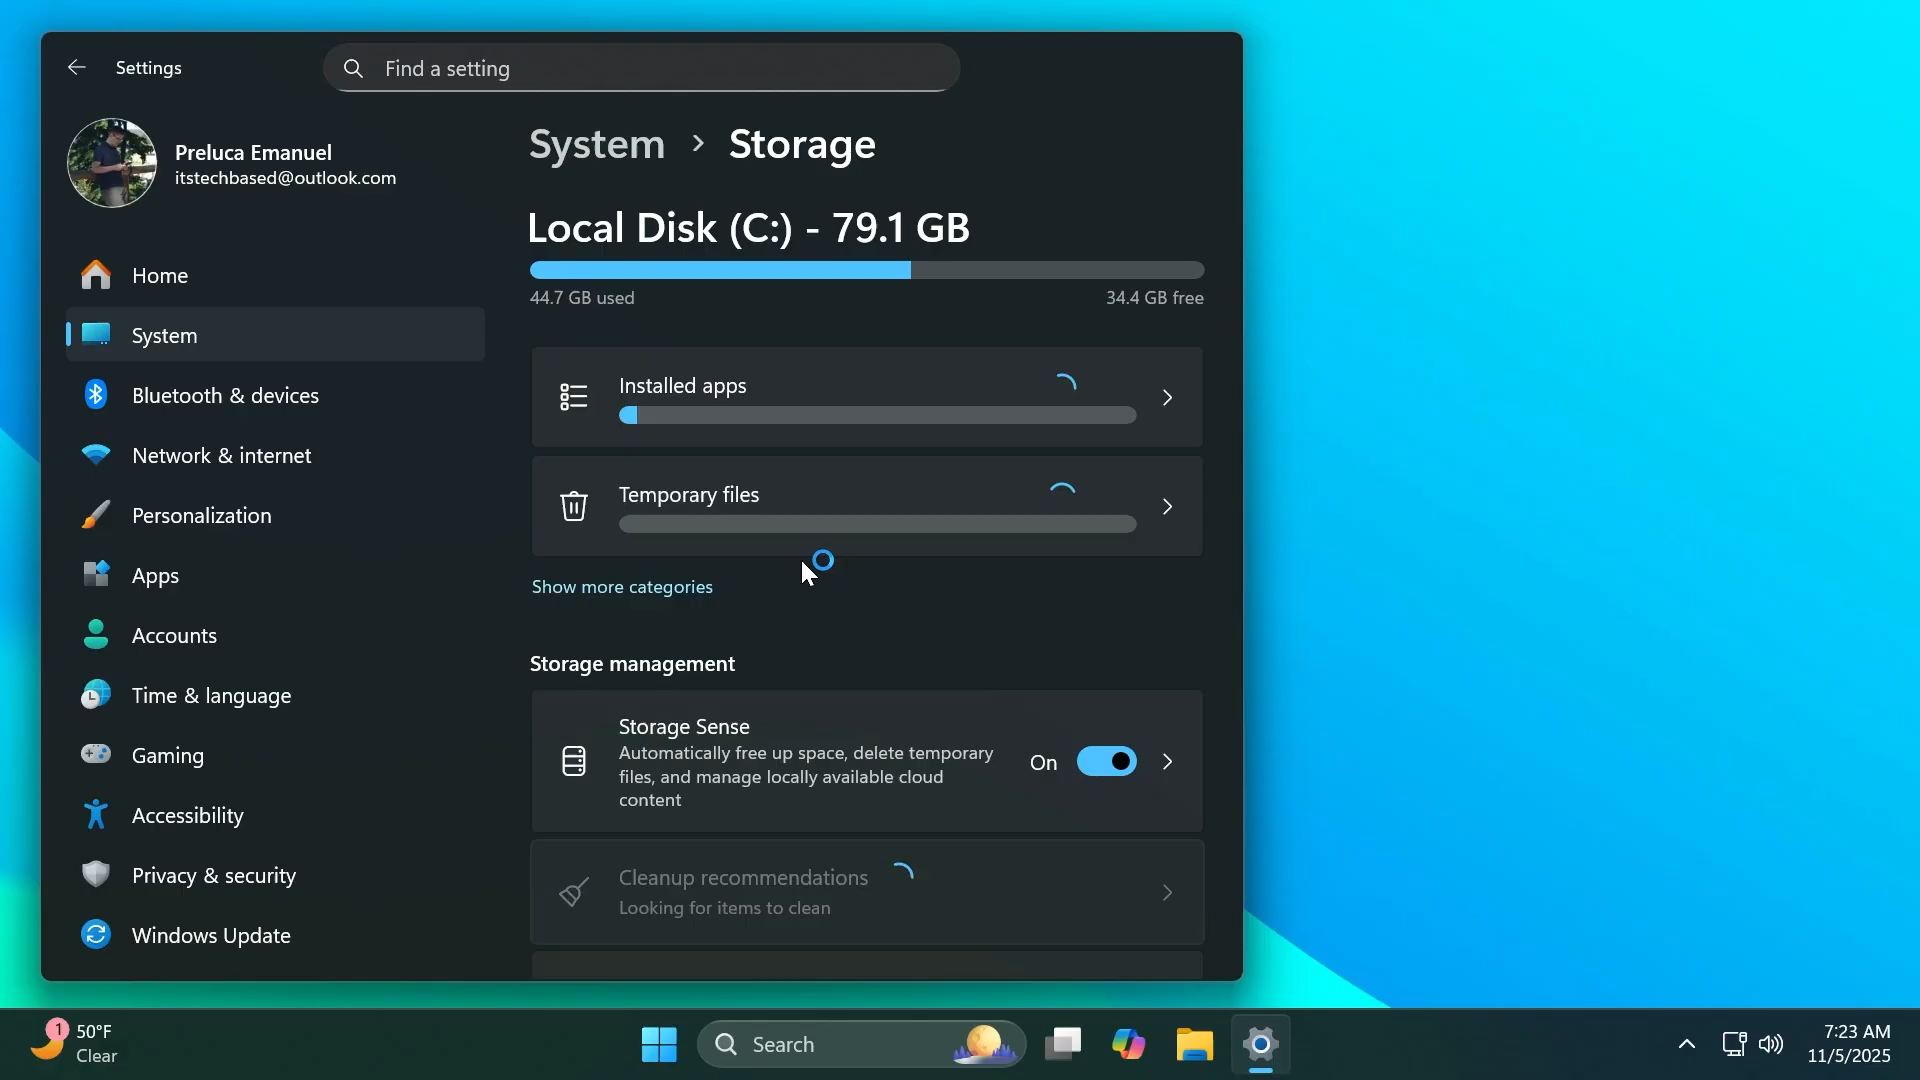 Settings
Find a setting
Preluca Emanuel
itstechbased@outlook.com
Home
System
Bluetooth & devices
Network & internet
Personalization
Apps
Accounts
Time & language
Gaming
Accessibility
Privacy & security
Windows Update
System > Storage
Local Disk (C:) - 79.1 GB
44.7 GB used
34.4 GB free
Installed apps
Temporary files
Show more categories
Storage management
Storage Sense
Automatically free up space, delete temporary
files, and manage locally available cloud
content
On
Cleanup recommendations
Looking for items to clean
1
50°F
Clear
Search
7:23 AM
11/5/2025